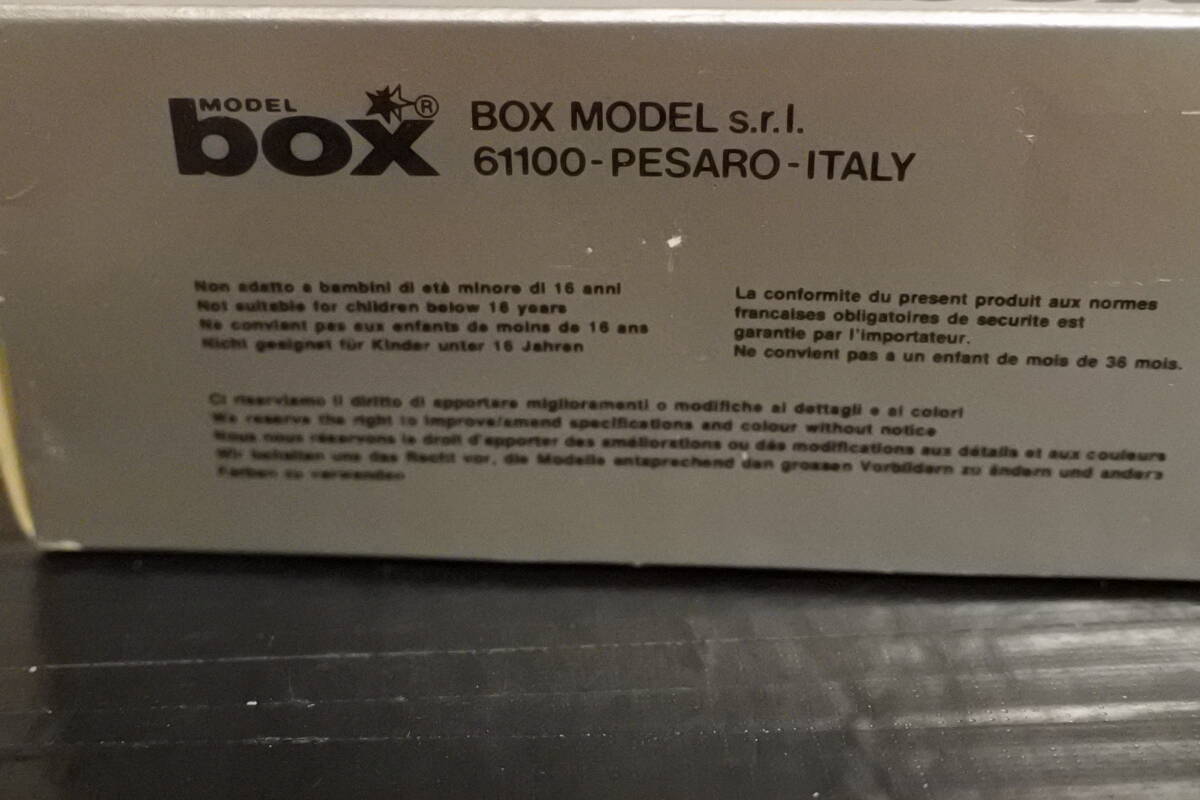 MODEL
box®
BOX MODEL s.r.l.
61100-PESARO-ITALY
Non adatto a bambini di età minore di 16 anni
Not suitable for children below 16 years
Ne convient pas aux enfants de moins de 16 ans
Nicht geeignet für Kinder unter 16 Jahren
La conformite du present produit aux normes
francaises obligatoires de securite est
garantie par l'importateur.
Ne convient pas a un enfant de mois de 36 mois.
Ci riserviamo il diritto di apportare miglioramenti o modifiche ai dettagli e ai colori
We reserve the right to improve/amend specifications and colour without notice
Nous nous réservons le droit d'apporter des améliorations ou dés modifications aux détails et aux couleurs
Wir behalten uns das Recht vor, die Modelle entsprechend den grossen Vorbildern zu ändern und andere
Farben zu verwenden